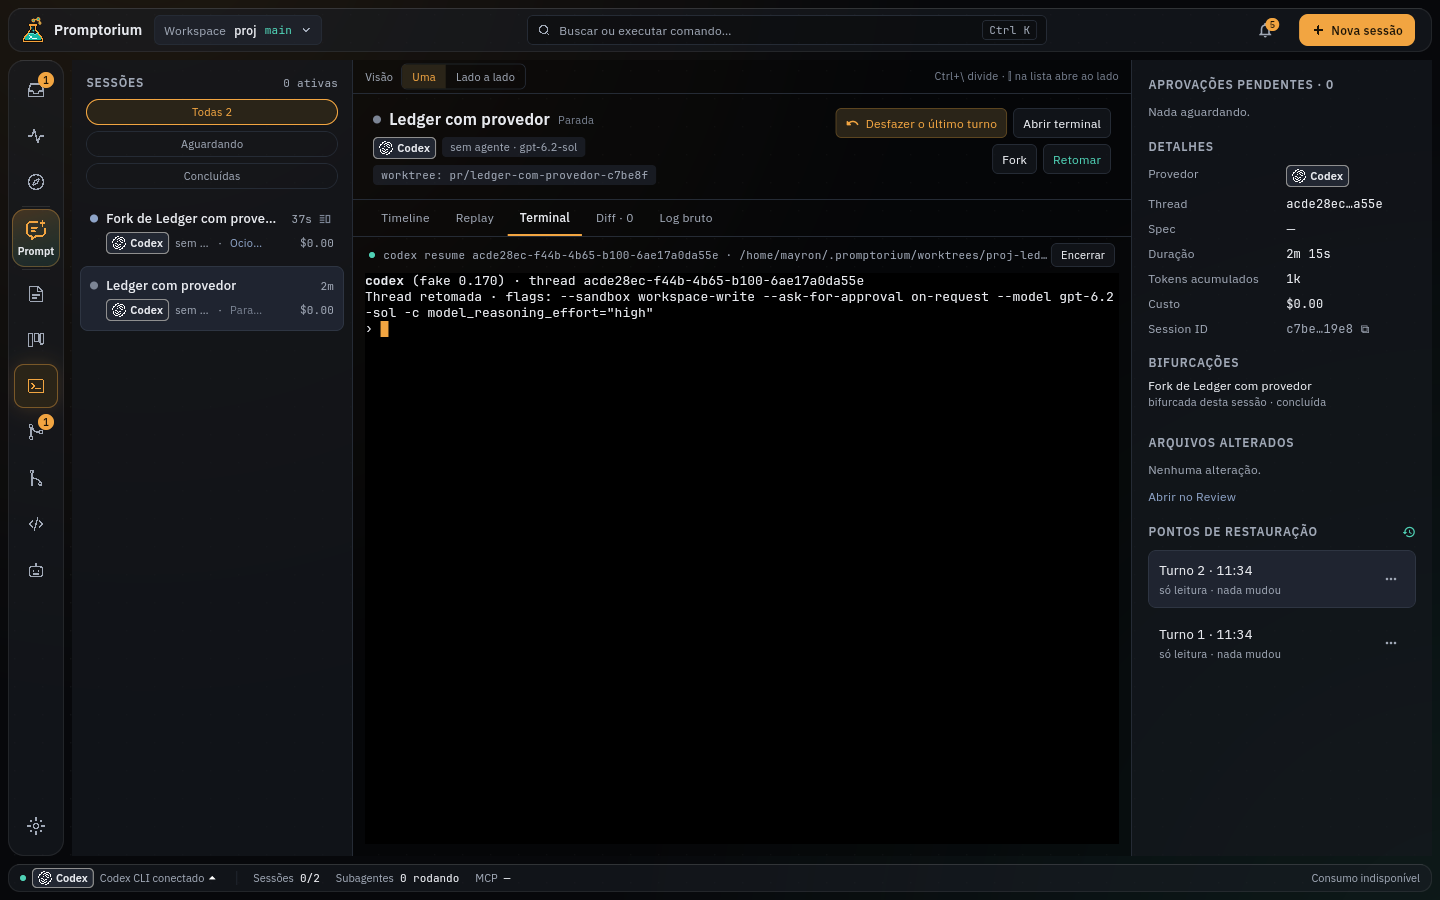 Promptorium
Workspace proj main
Buscar ou executar comando...
Ctrl K
5
+ Nova sessão
1
Prompt
1
SESSÕES
0 ativas
Todas 2
Aguardando
Concluídas
Fork de Ledger com prove...
37s
Codex
sem ... · Ocio...
$0.00
Ledger com provedor
2m
Codex
sem ... · Para...
$0.00
Visão
Uma
Lado a lado
Ctrl+\ divide · ⫿ na lista abre ao lado
Ledger com provedor Parada
Codex
sem agente · gpt-6.2-sol
worktree: pr/ledger-com-provedor-c7be8f
Desfazer o último turno
Abrir terminal
Fork
Retomar
Timeline
Replay
Terminal
Diff · 0
Log bruto
codex resume acde28ec-f44b-4b65-b100-6ae17a0da55e · /home/mayron/.promptorium/worktrees/proj-led…
Encerrar
codex (fake 0.170) · thread acde28ec-f44b-4b65-b100-6ae17a0da55e
Thread retomada · flags: --sandbox workspace-write --ask-for-approval on-request --model gpt-6.2
-sol -c model_reasoning_effort="high"
›
APROVAÇÕES PENDENTES · 0
Nada aguardando.
DETALHES
Provedor Codex
Thread acde28ec…a55e
Spec —
Duração 2m 15s
Tokens acumulados 1k
Custo $0.00
Session ID c7be…19e8
BIFURCAÇÕES
Fork de Ledger com provedor
bifurcada desta sessão · concluída
ARQUIVOS ALTERADOS
Nenhuma alteração.
Abrir no Review
PONTOS DE RESTAURAÇÃO
Turno 2 · 11:34
só leitura · nada mudou
Turno 1 · 11:34
só leitura · nada mudou
Codex
Codex CLI conectado
Sessões 0/2
Subagentes 0 rodando
MCP —
Consumo indisponível